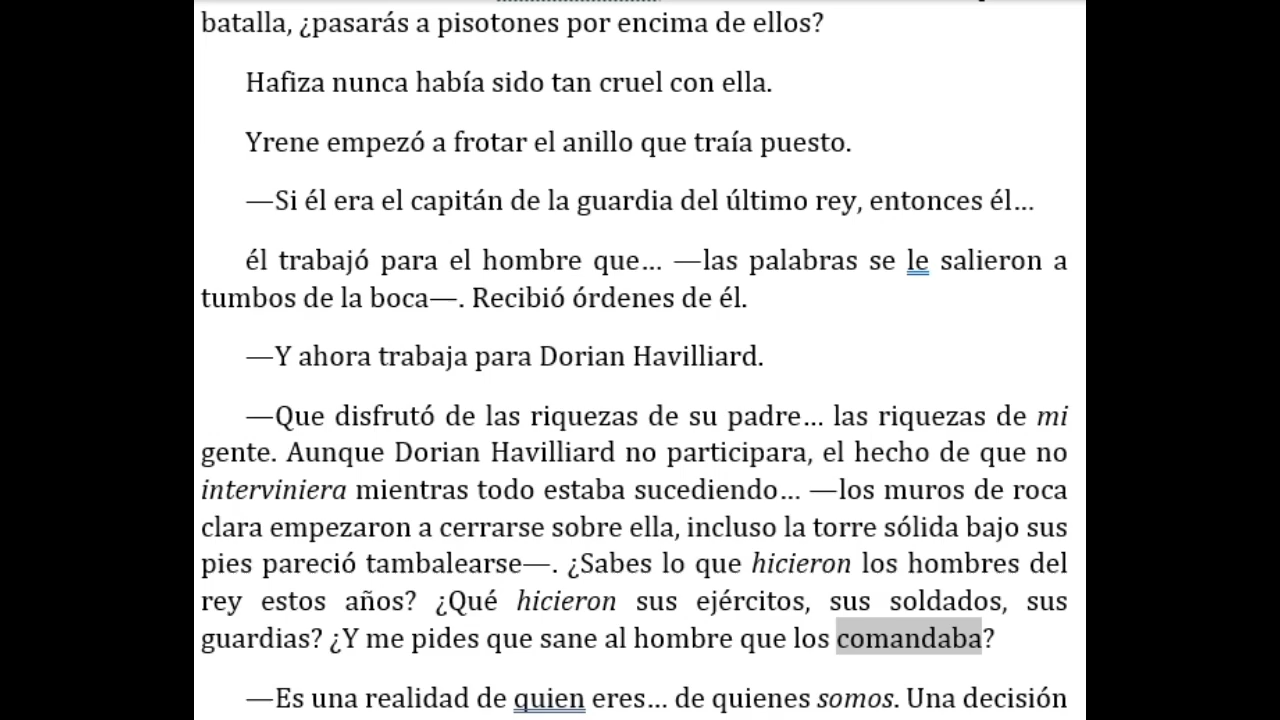 batalla, ¿pasarás a pisotones por encima de ellos?
Hafiza nunca había sido tan cruel con ella.
Yrene empezó a frotar el anillo que traía puesto.
—Si él era el capitán de la guardia del último rey, entonces él...
él trabajó para el hombre que... —las palabras se le salieron a
tumbos de la boca—. Recibió órdenes de él.
—Y ahora trabaja para Dorian Havilliard.
—Que disfrutó de las riquezas de su padre... las riquezas de mi
gente. Aunque Dorian Havilliard no participara, el hecho de que no
interviniera mientras todo estaba sucediendo... —los muros de roca
clara empezaron a cerrarse sobre ella, incluso la torre sólida bajo sus
pies pareció tambalearse—. ¿Sabes lo que hicieron los hombres del
rey estos años? ¿Qué hicieron sus ejércitos, sus soldados, sus
guardias? ¿Y me pides que sane al hombre que los comandaba?
—Es una realidad de quien eres... de quienes somos. Una decisión